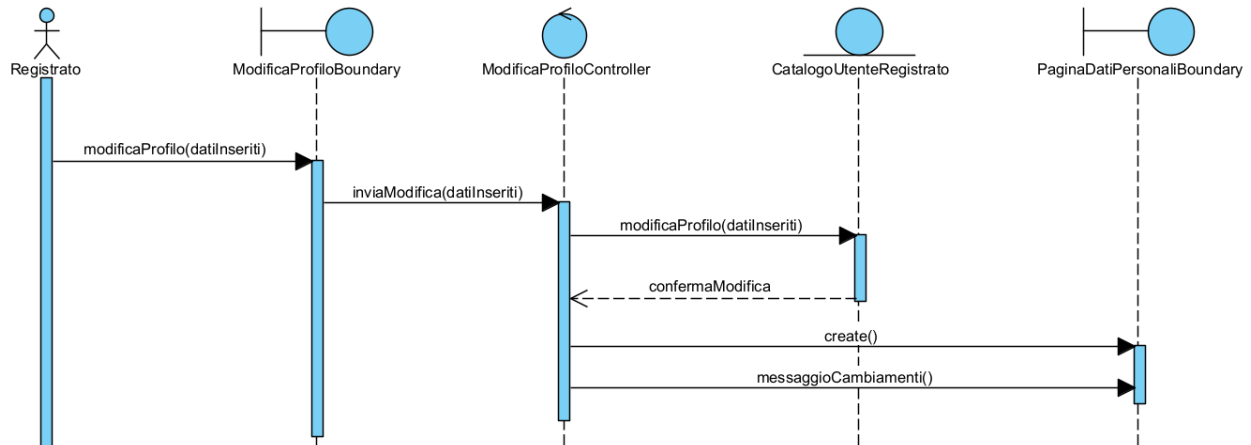 Registrato
ModificaProfiloBoundary
ModificaProfiloController
CatalogoUtenteRegistrato
PaginaDatiPersonaliBoundary
modificaProfilo(datiInseriti)
inviaModifica(datiInseriti)
modificaProfilo(datiInseriti)
confermaModifica
create()
messaggioCambiamenti()